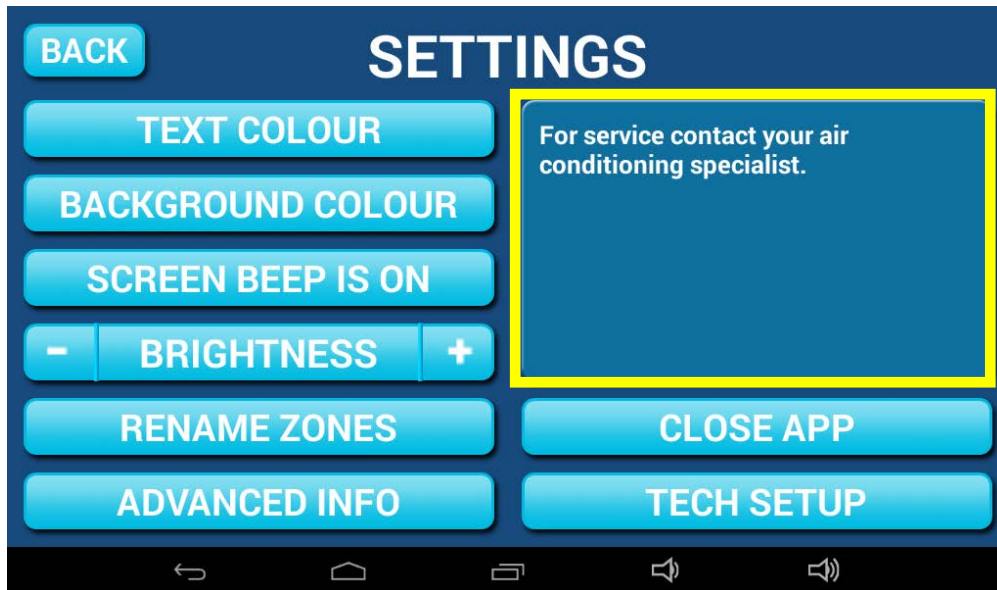 BACK
SETTINGS
TEXT COLOUR
BACKGROUND COLOUR
SCREEN BEEP IS ON
- BRIGHTNESS +
RENAME ZONES
ADVANCED INFO
For service contact your air
conditioning specialist.
CLOSE APP
TECH SETUP